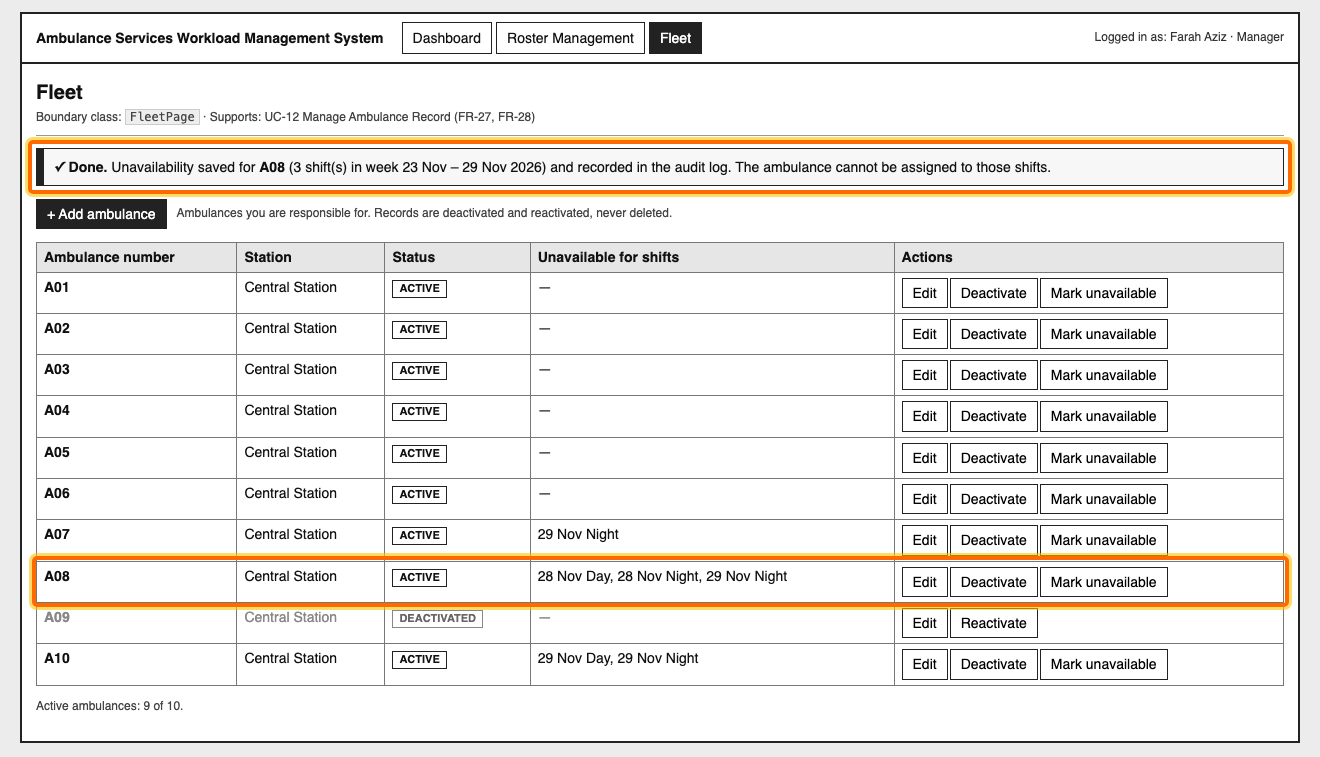 Ambulance Services Workload Management System Dashboard Roster Management Fleet Logged in as: Farah Aziz · Manager
Fleet
Boundary class: FleetPage · Supports: UC-12 Manage Ambulance Record (FR-27, FR-28)
✓ Done. Unavailability saved for A08 (3 shift(s) in week 23 Nov – 29 Nov 2026) and recorded in the audit log. The ambulance cannot be assigned to those shifts.
+ Add ambulance Ambulances you are responsible for. Records are deactivated and reactivated, never deleted.
Ambulance number Station Status Unavailable for shifts Actions
A01 Central Station ACTIVE — Edit Deactivate Mark unavailable
A02 Central Station ACTIVE — Edit Deactivate Mark unavailable
A03 Central Station ACTIVE — Edit Deactivate Mark unavailable
A04 Central Station ACTIVE — Edit Deactivate Mark unavailable
A05 Central Station ACTIVE — Edit Deactivate Mark unavailable
A06 Central Station ACTIVE — Edit Deactivate Mark unavailable
A07 Central Station ACTIVE 29 Nov Night Edit Deactivate Mark unavailable
A08 Central Station ACTIVE 28 Nov Day, 28 Nov Night, 29 Nov Night Edit Deactivate Mark unavailable
A09 Central Station DEACTIVATED — Edit Reactivate
A10 Central Station ACTIVE 29 Nov Day, 29 Nov Night Edit Deactivate Mark unavailable
Active ambulances: 9 of 10.